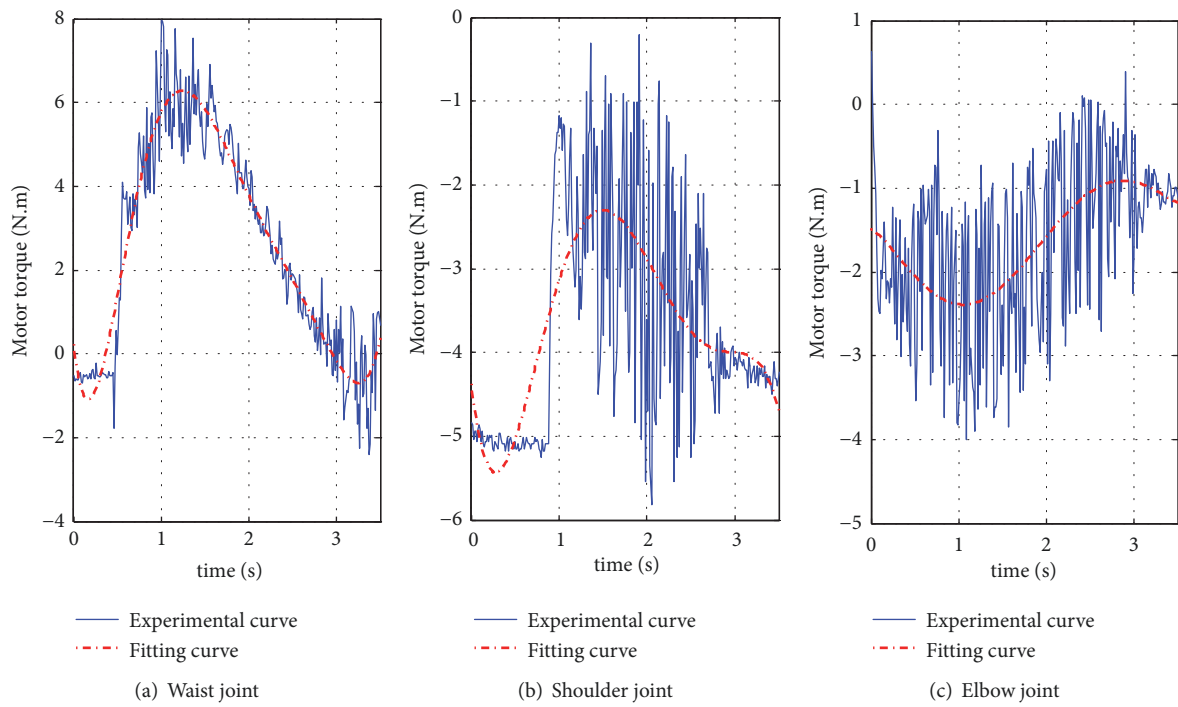 Motor torque (N.m)
8
6
4
2
0
−2
−4
0
1
2
3
time (s)
Experimental curve
Fitting curve
(a) Waist joint
Motor torque (N.m)
−0
−1
−2
−3
−4
−5
−6
0
1
2
3
time (s)
Experimental curve
Fitting curve
(b) Shoulder joint
Motor torque (N.m)
1
0
−1
−2
−3
−4
−5
0
1
2
3
time (s)
Experimental curve
Fitting curve
(c) Elbow joint